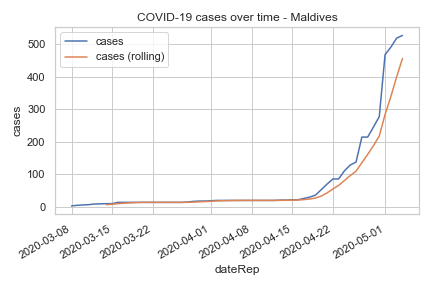 COVID-19 cases over time - Maldives
cases
cases (rolling)
cases
500
400
300
200
100
0
2020-03-08
2020-03-15
2020-03-22
2020-04-01
2020-04-08
2020-04-15
2020-04-22
2020-05-01
dateRep